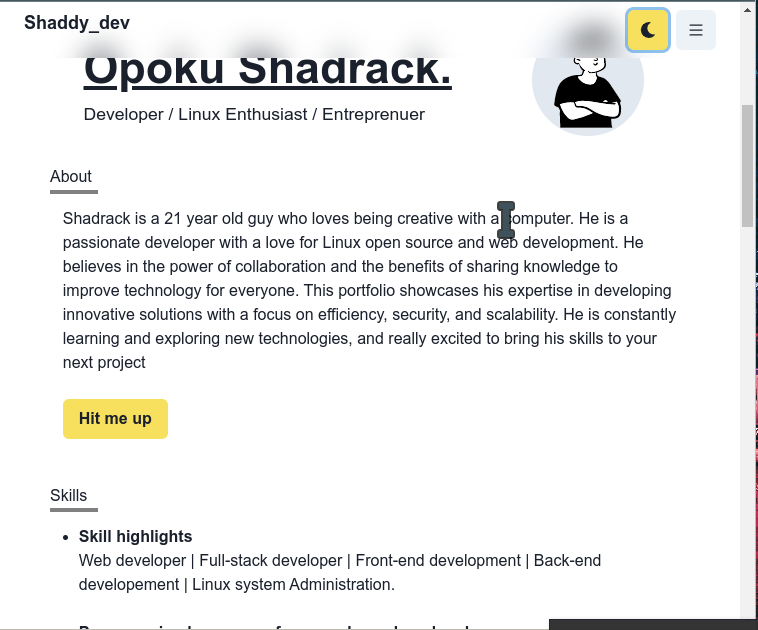 Shaddy_dev
Opoku Shadrack.
Developer / Linux Enthusiast / Entreprenuer
About
Shadrack is a 21 year old guy who loves being creative with a computer. He is a
passionate developer with a love for Linux open source and web development. He
believes in the power of collaboration and the benefits of sharing knowledge to
improve technology for everyone. This portfolio showcases his expertise in developing
innovative solutions with a focus on efficiency, security, and scalability. He is constantly
learning and exploring new technologies, and really excited to bring his skills to your
next project
Hit me up
Skills
Skill highlights
Web developer | Full-stack developer | Front-end development | Back-end
developement | Linux system Administration.